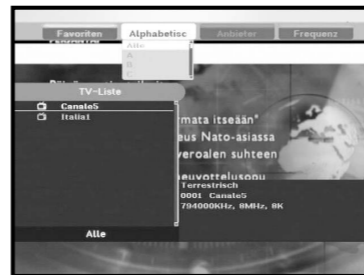 Favoriten Alphabetisc Anbieter Frequenz
Alle
A
B
C
TV-Liste
Canale5
Italia1
rmata itseään"
eus Nato-asiassa
veroalen suhteen
neuvottelusopu
Terrestrisch
0001 Canale5
794000KHz, 8MHz, 8K
Alle